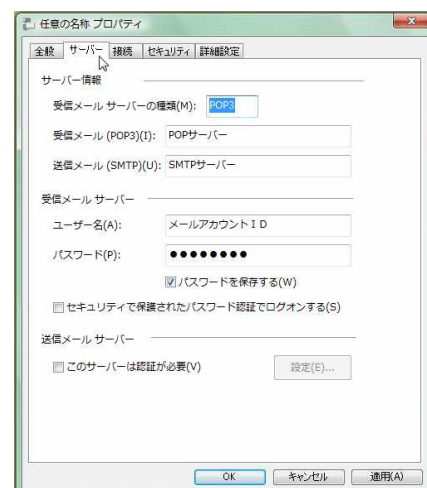 任意の名称 プロパティ
全般 サーバー 接続 セキュリティ 詳細設定
サーバー情報
受信メール サーバーの種類(M): POP3
受信メール (POP3)(I): POPサーバー
送信メール (SMTP)(U): SMTPサーバー
受信メール サーバー
ユーザー名(A): メールアカウントＩＤ
パスワード(P): ●●●●●●●●
パスワードを保存する(W)
セキュリティで保護されたパスワード認証でログオンする(S)
送信メール サーバー
このサーバーは認証が必要(V) 設定(E)...
OK キャンセル 適用(A)